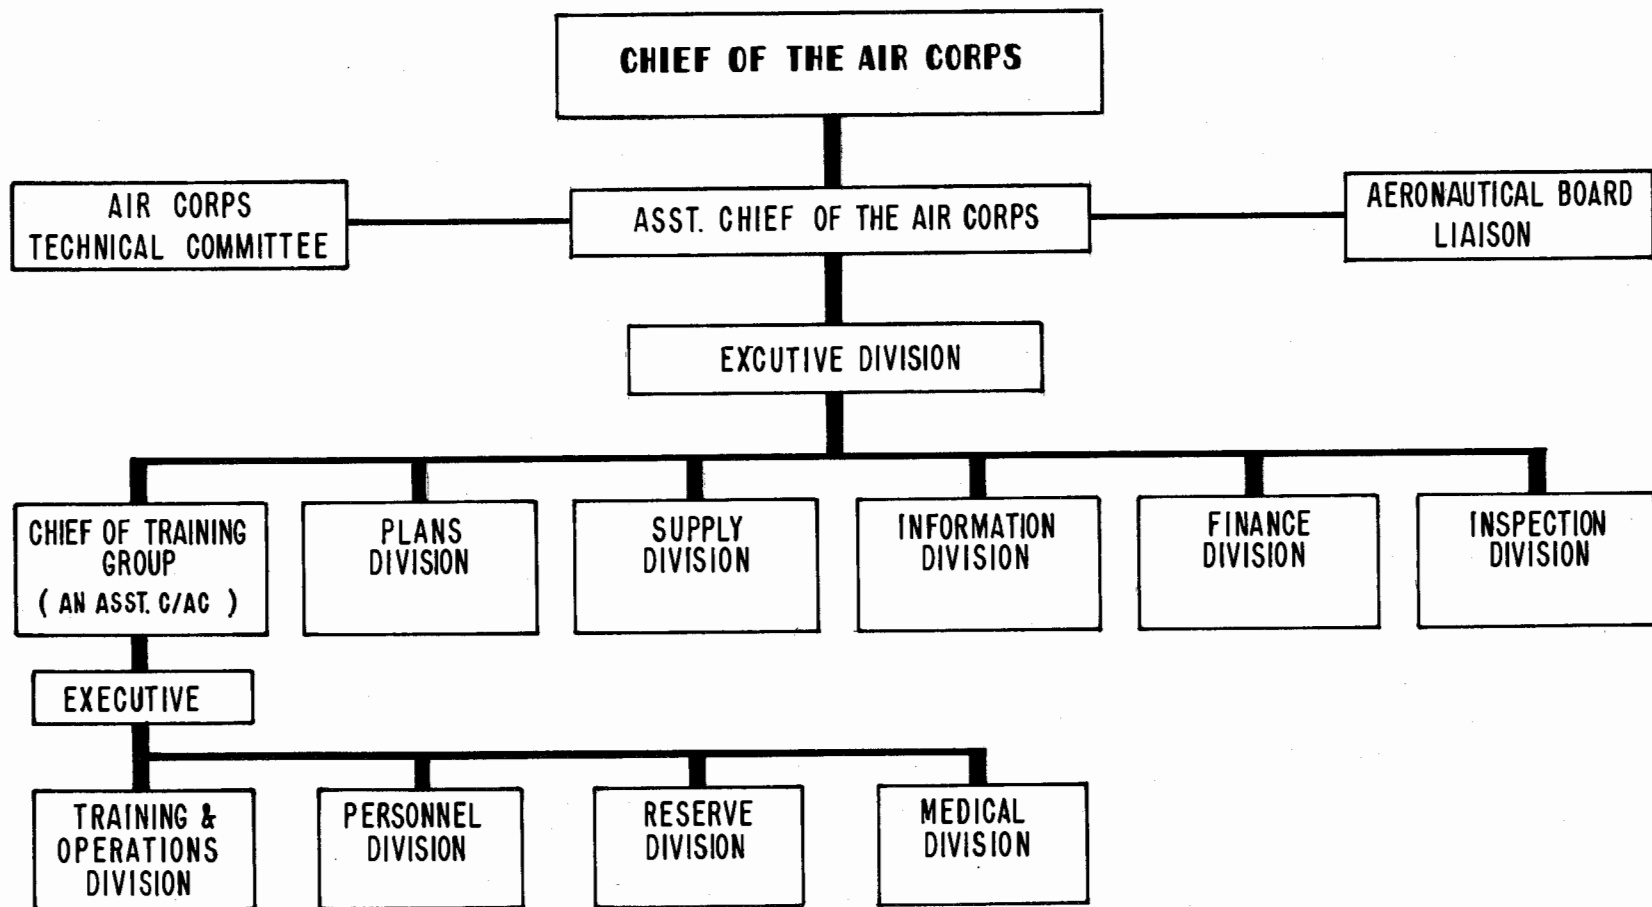 CHIEF OF THE AIR CORPS
AIR CORPS
TECHNICAL COMMITTEE
ASST. CHIEF OF THE AIR CORPS
AERONAUTICAL BOARD
LIAISON
EXCUTIVE DIVISION
CHIEF OF TRAINING
GROUP
( AN ASST. C/AC )
PLANS
DIVISION
SUPPLY
DIVISION
INFORMATION
DIVISION
FINANCE
DIVISION
INSPECTION
DIVISION
EXECUTIVE
TRAINING &
OPERATIONS
DIVISION
PERSONNEL
DIVISION
RESERVE
DIVISION
MEDICAL
DIVISION